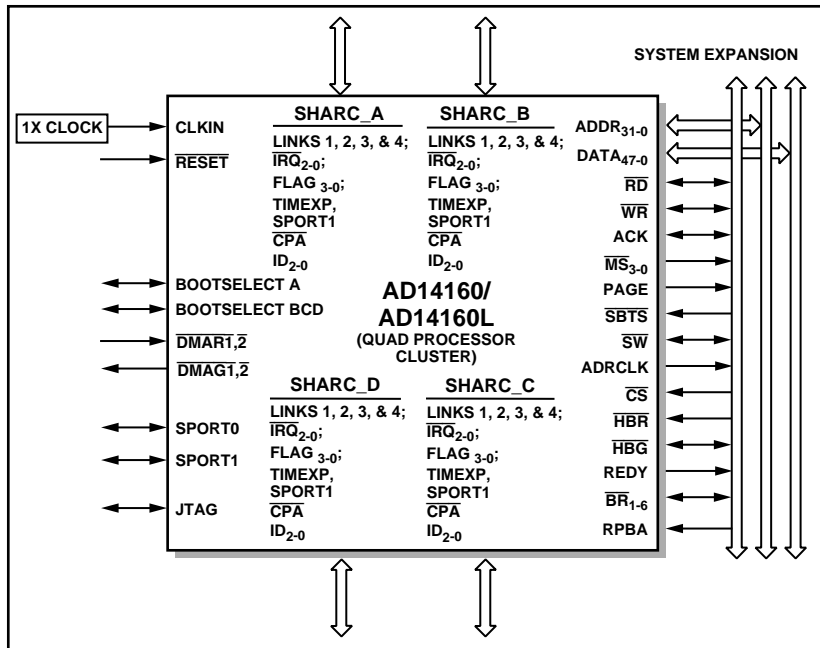 SYSTEM EXPANSION
1X CLOCK
CLKIN
RESET
BOOTSELECT A
BOOTSELECT BCD
DMAR1,2
DMAG1,2
SPORT0
SPORT1
JTAG
SHARC_A
LINKS 1, 2, 3, & 4;
IRQ2-0;
FLAG 3-0;
TIMEXP,
SPORT1
CPA
ID2-0
SHARC_B
LINKS 1, 2, 3, & 4;
IRQ2-0;
FLAG 3-0;
TIMEXP,
SPORT1
CPA
ID2-0
AD14160/
AD14160L
(QUAD PROCESSOR
CLUSTER)
SHARC_D
LINKS 1, 2, 3, & 4;
IRQ2-0;
FLAG 3-0;
TIMEXP,
SPORT1
CPA
ID2-0
SHARC_C
LINKS 1, 2, 3, & 4;
IRQ2-0;
FLAG 3-0;
TIMEXP,
SPORT1
CPA
ID2-0
ADDR31-0
DATA47-0
RD
WR
ACK
MS3-0
PAGE
SBTS
SW
ADRCLK
CS
HBR
HBG
REDY
BR1-6
RPBA